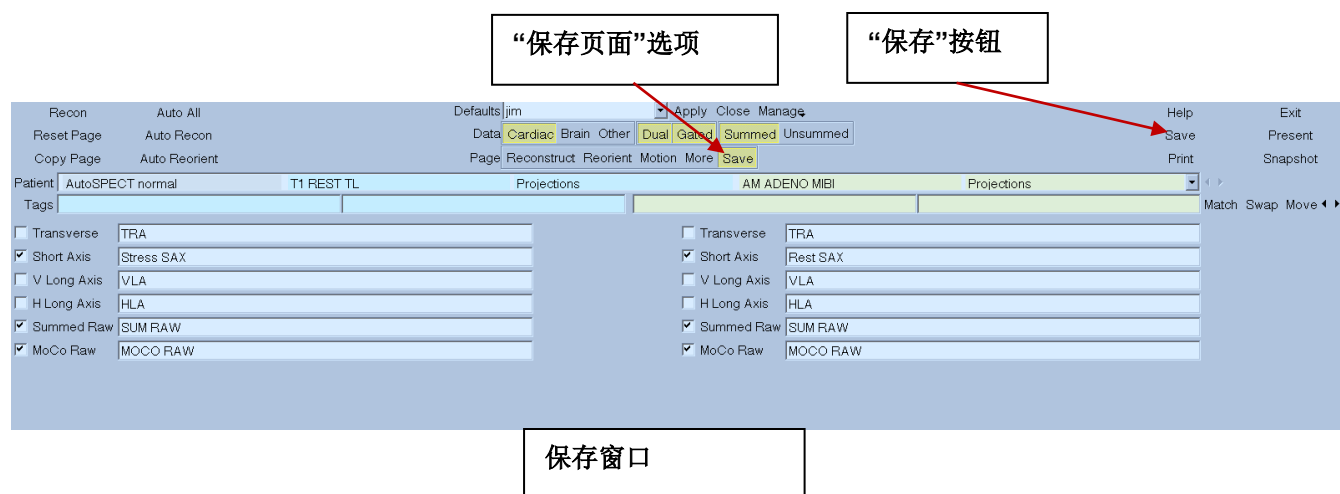 “保存页面”选项 “保存”按钮
Recon Auto All Defaults jim Apply Close Manage Help Exit
Reset Page Auto Recon Data Cardiac Brain Other Dual Gated Summed Unsummed Save Present
Copy Page Auto Reorient Page Reconstruct Reorient Motion More Save Print Snapshot
Patient AutoSPECT normal T1 REST TL Projections AM ADENO MIBI Projections
Tags Match Swap Move
Transverse TRA Transverse TRA
Short Axis Stress SAX Short Axis Rest SAX
V Long Axis VLA V Long Axis VLA
H Long Axis HLA H Long Axis HLA
Summed Raw SUM RAW Summed Raw SUM RAW
MoCo Raw MOCO RAW MoCo Raw MOCO RAW
保存窗口